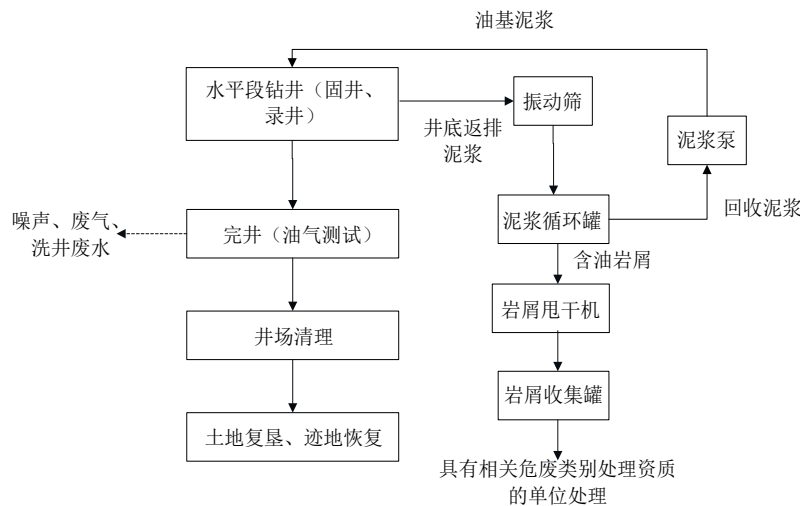 油基泥浆
水平段钻井（固井、
录井）
振动筛
井底返排
泥浆
泥浆泵
噪声、废气、
洗井废水
完井（油气测试）
泥浆循环罐
回收泥浆
含油岩屑
井场清理
岩屑甩干机
岩屑收集罐
土地复垦、迹地恢复
具有相关危废类别处理资质
的单位处理